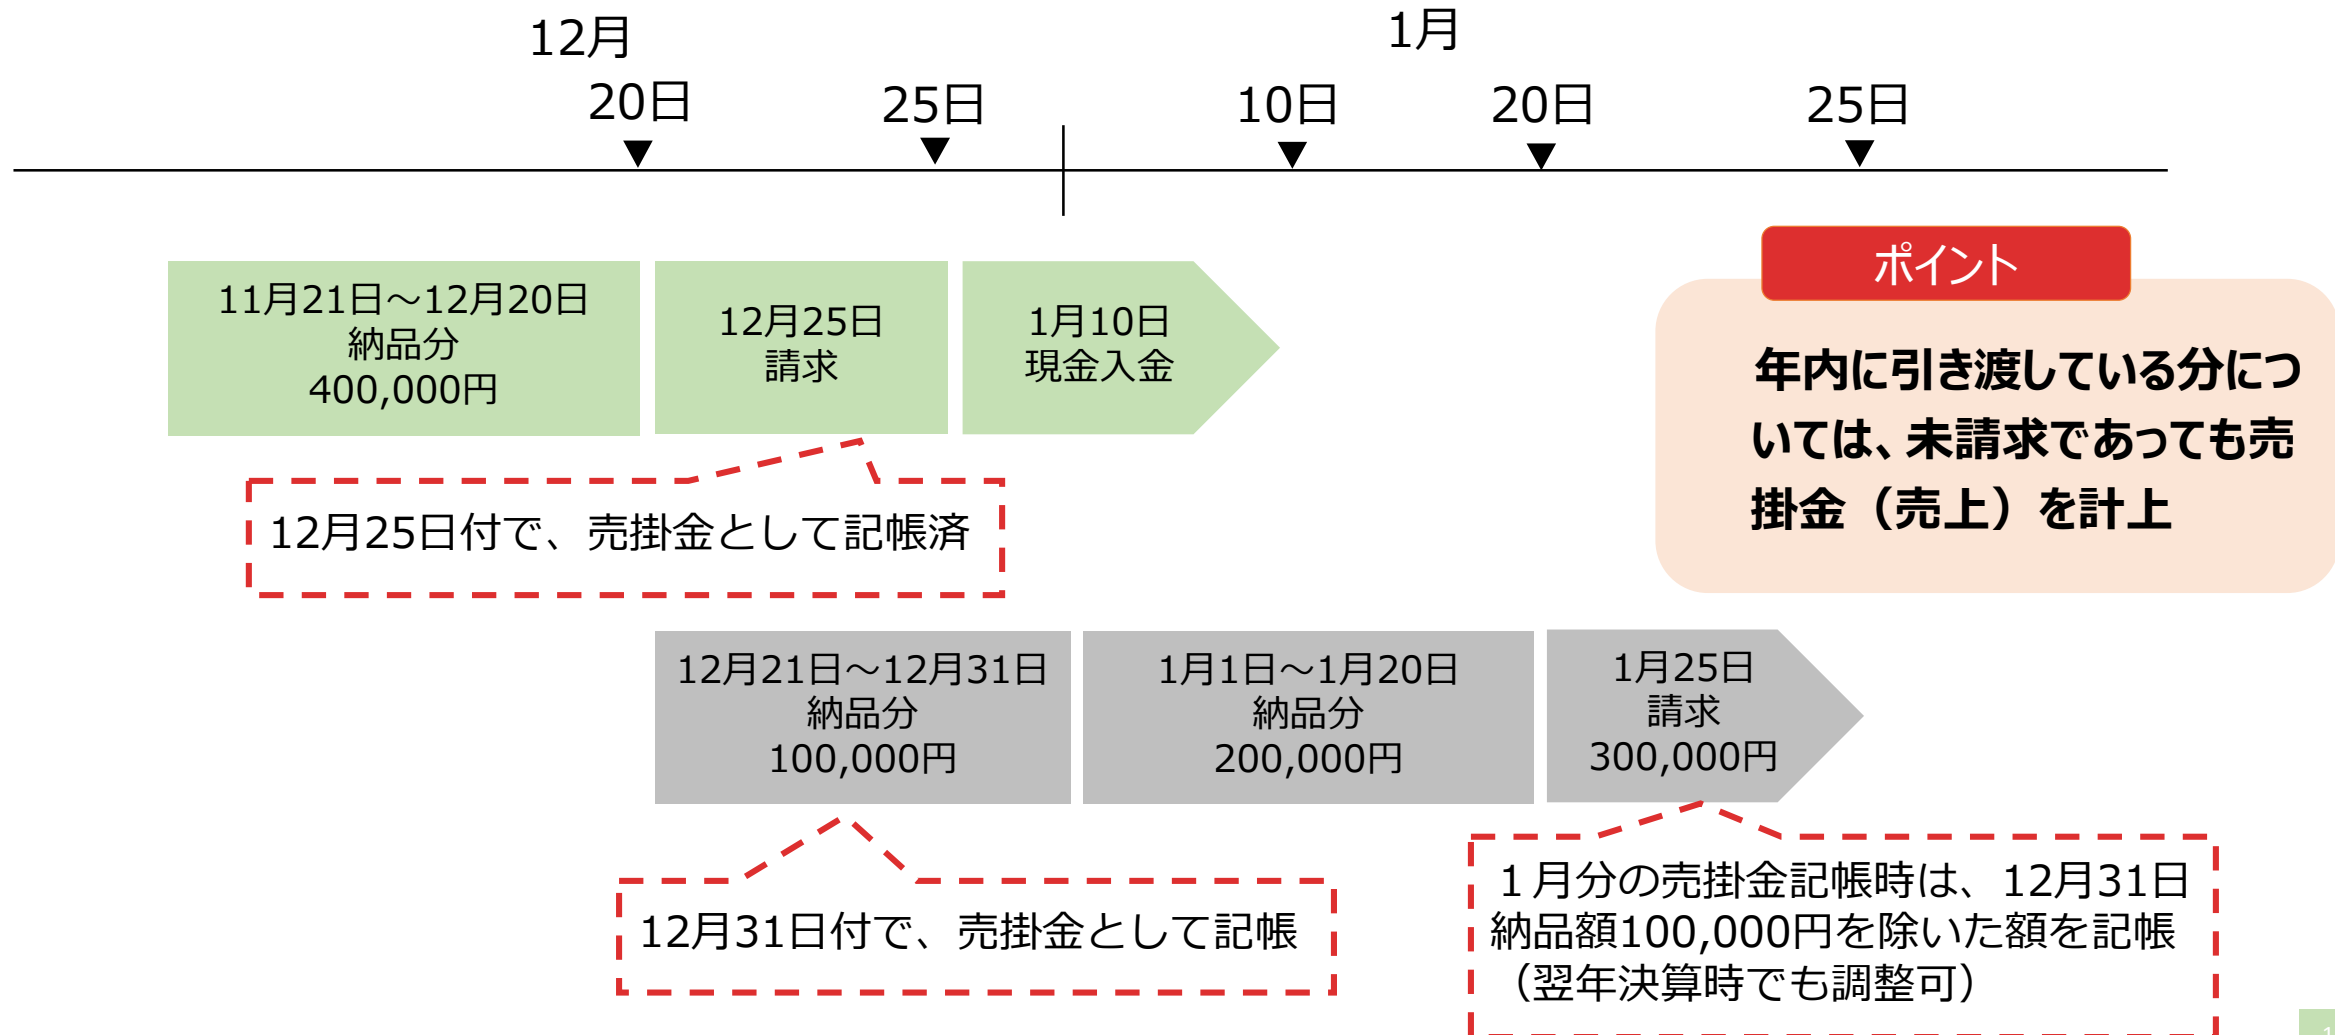 12月
1月
20日
25日
10日
20日
25日
11月21日～12月20日
納品分
400,000円
12月25日
請求
1月10日
現金入金
ポイント
年内に引き渡している分につ
いては、未請求であっても売
掛金（売上）を計上
12月25日付で、売掛金として記帳済
12月21日～12月31日
納品分
100,000円
1月1日～1月20日
納品分
200,000円
1月25日
請求
300,000円
12月31日付で、売掛金として記帳
１月分の売掛金記帳時は、12月31日
納品額100,000円を除いた額を記帳
（翌年決算時でも調整可）